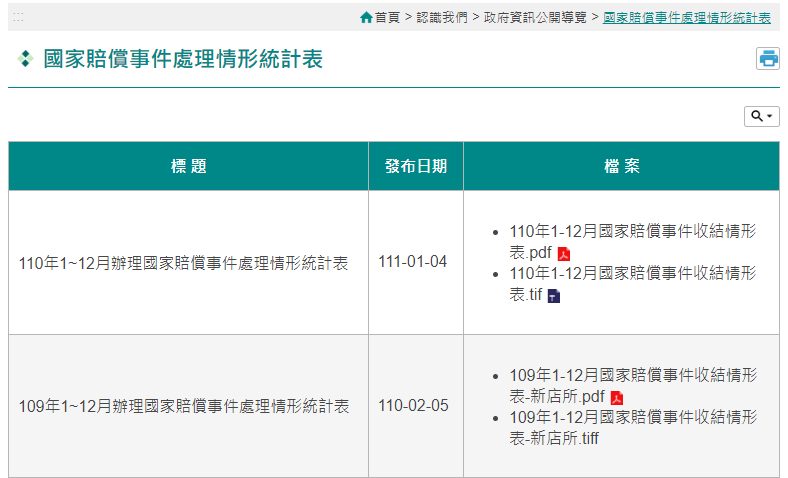 :::
首頁 > 認識我們 > 政府資訊公開導覽 > 國家賠償事件處理情形統計表
國家賠償事件處理情形統計表
標 題 發布日期 檔 案
110年1~12月辦理國家賠償事件處理情形統計表
111-01-04
110年1-12月國家賠償事件收結情形
表.pdf
110年1-12月國家賠償事件收結情形
表.tif
109年1~12月辦理國家賠償事件處理情形統計表
110-02-05
109年1-12月國家賠償事件收結情形
表-新店所.pdf
109年1-12月國家賠償事件收結情形
表-新店所.tiff